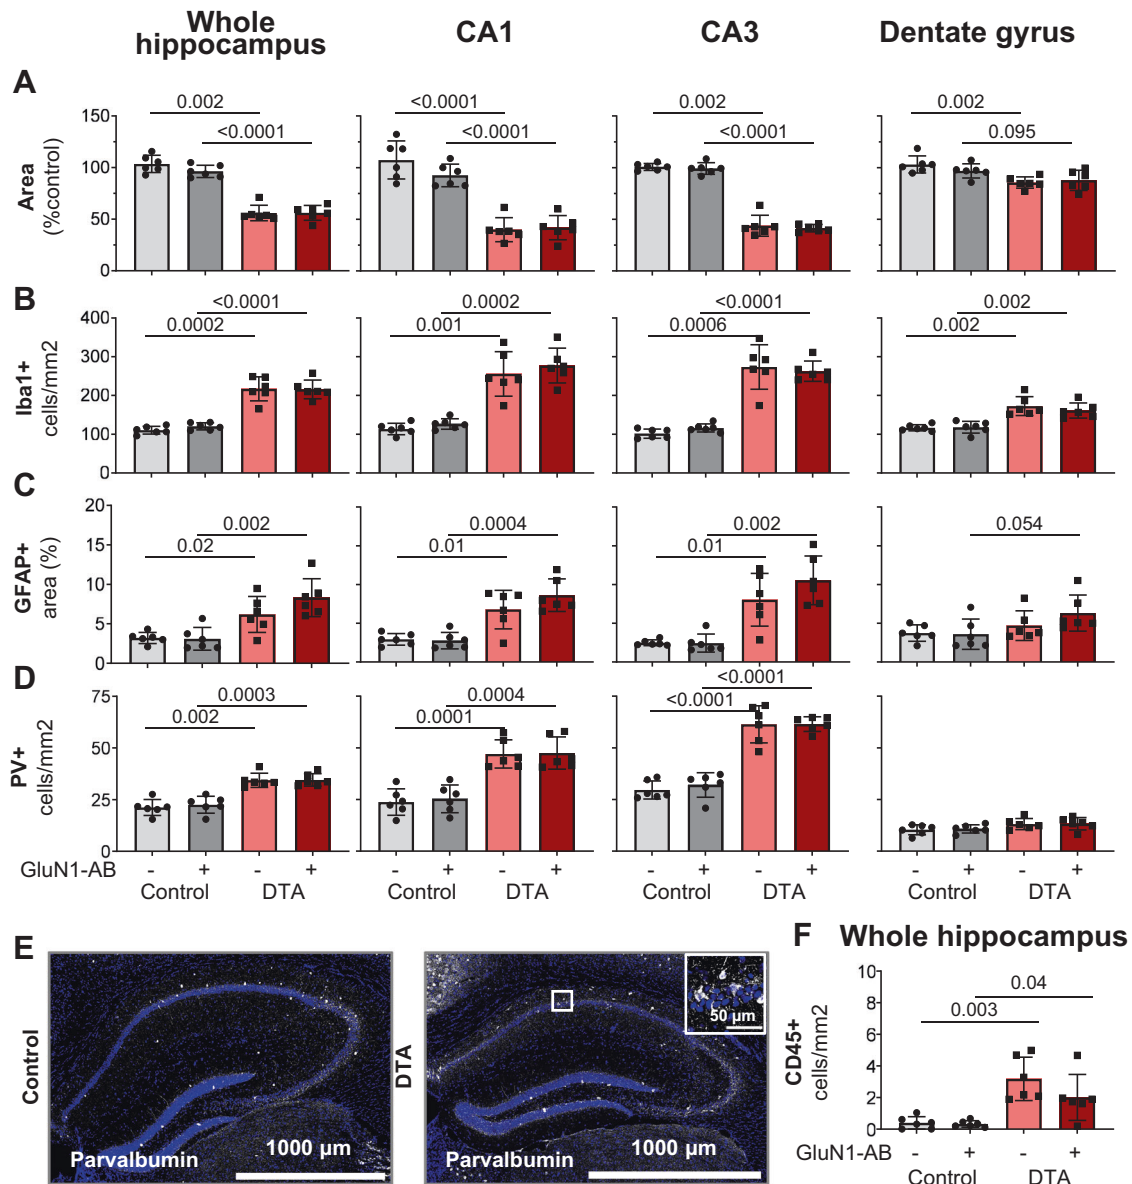 Whole
hippocampus
CA1
CA3
Dentate gyrus
A
Area
(%control)
150
100
50
0
0.002
<0.0001
<0.0001
<0.0001
0.002
<0.0001
0.002
0.095
B
Iba1+
cells/mm2
400
300
200
100
0
<0.0001
0.0002
0.0002
0.001
<0.0001
0.0006
0.002
0.002
C
GFAP+
area (%)
20
15
10
5
0
0.002
0.02
0.0004
0.01
0.002
0.01
0.054
D
PV+
cells/mm2
75
50
25
0
0.0003
0.002
0.0004
0.0001
<0.0001
<0.0001
GluN1-AB - + - + - + - + - + - + - + - +
Control DTA Control DTA Control DTA Control DTA
E
Control
Parvalbumin
1000 µm
DTA
50 µm
Parvalbumin
1000 µm
F Whole hippocampus
CD45+
cells/mm2
10
8
6
4
2
0
0.04
0.003
GluN1-AB - + - +
Control DTA